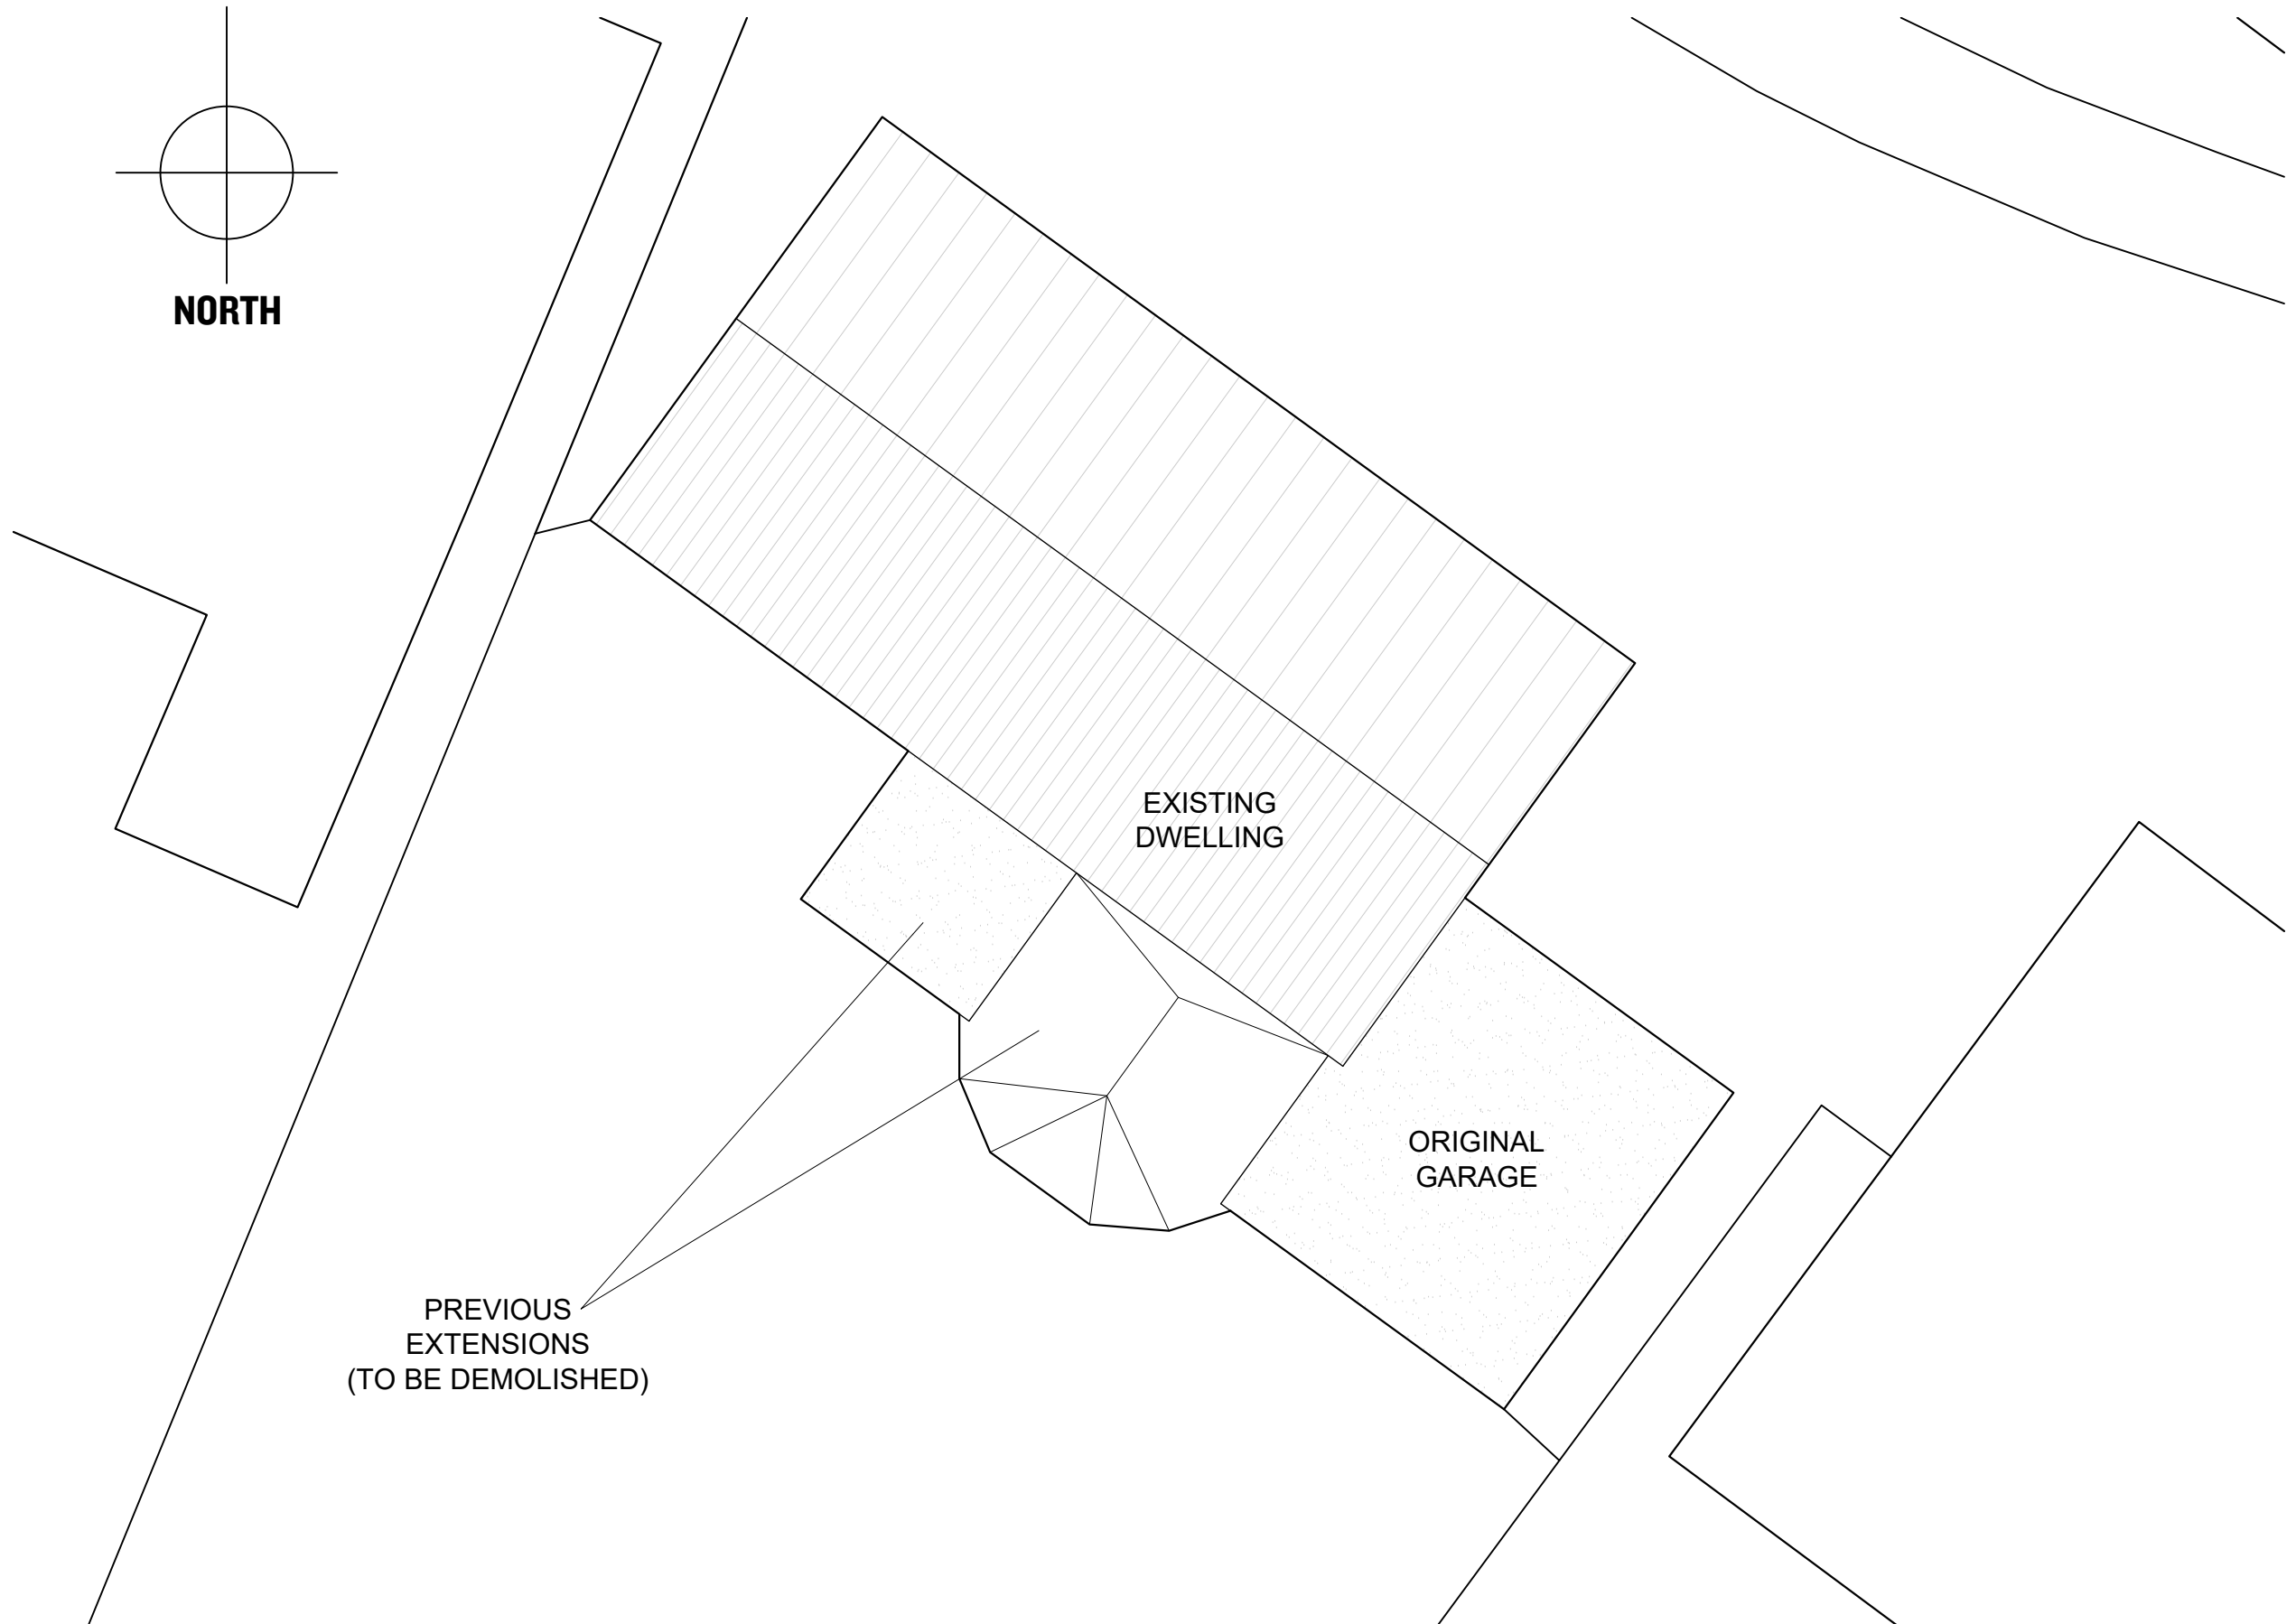 NORTH
EXISTING
DWELLING
ORIGINAL
GARAGE
PREVIOUS
EXTENSIONS
(TO BE DEMOLISHED)